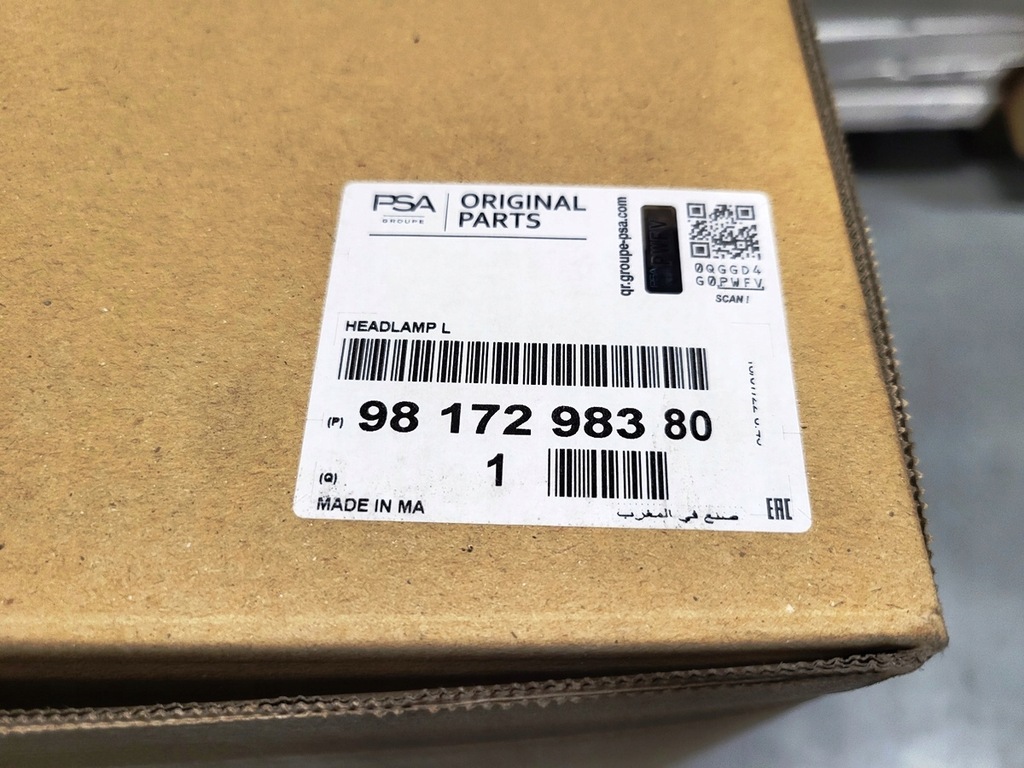 PSA
GROUPE
ORIGINAL
PARTS
qr.groupe-psa.com
0QGGD4
G0PWFV
SCAN!
HEADLAMP L
(P) 98 172 983 80
(Q) 1
MADE IN MA
صنع في المغرب
EAC